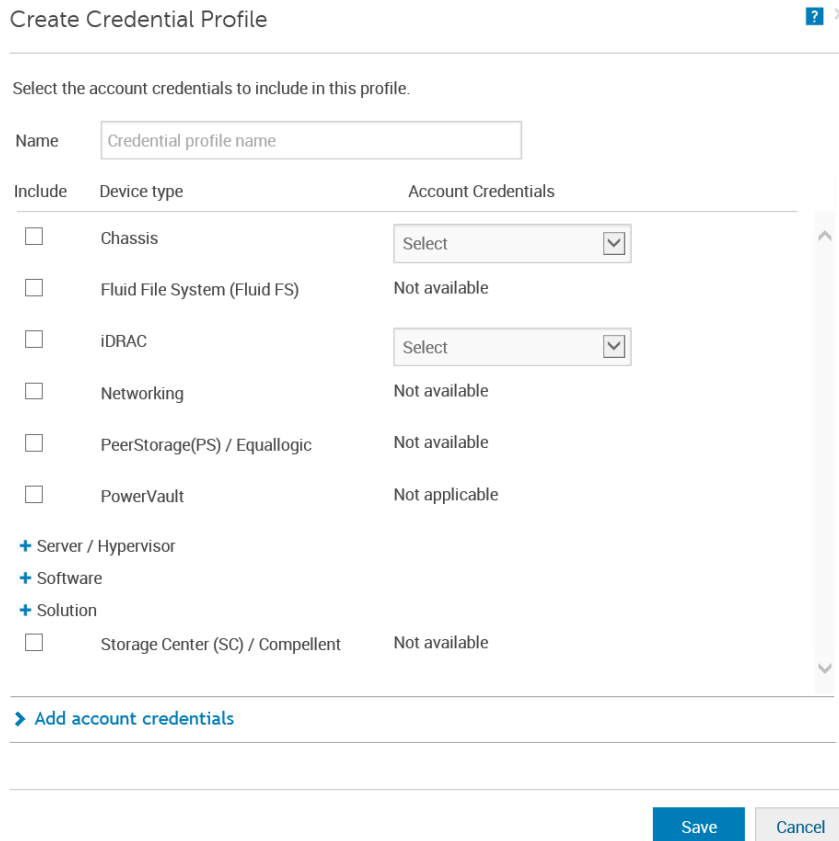 Create Credential Profile ?
Select the account credentials to include in this profile.
Name Credential profile name
Include Device type Account Credentials
Chassis Select
Fluid File System (Fluid FS) Not available
iDRAC Select
Networking Not available
PeerStorage(PS) / Equallogic Not available
PowerVault Not applicable
+ Server / Hypervisor
+ Software
+ Solution
Storage Center (SC) / Compellent Not available
Add account credentials
Save Cancel